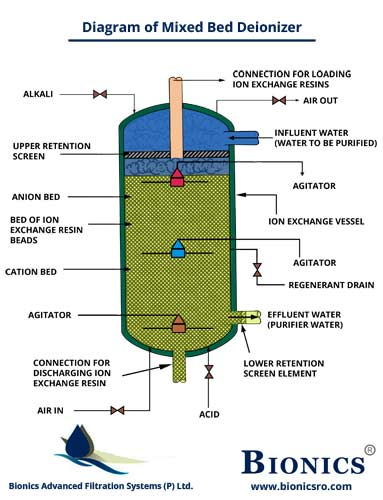 Diagram of Mixed Bed Deionizer
CONNECTION FOR LOADING
ION EXCHANGE RESINS
ALKALI
AIR OUT
INFLUENT WATER
(WATER TO BE PURIFIED)
UPPER RETENTION
SCREEN
AGITATOR
ANION BED
ION EXCHANGE VESSEL
BED OF ION
EXCHANGE RESIN
BEADS
AGITATOR
CATION BED
REGENERANT DRAIN
AGITATOR
EFFLUENT WATER
(PURIFIER WATER)
CONNECTION FOR
DISCHARGING ION
EXCHANGE RESIN
LOWER RETENTION
SCREEN ELEMENT
AIR IN
ACID
BIONICS®
Bionics Advanced Filtration Systems (P) Ltd.
www.bionicsro.com